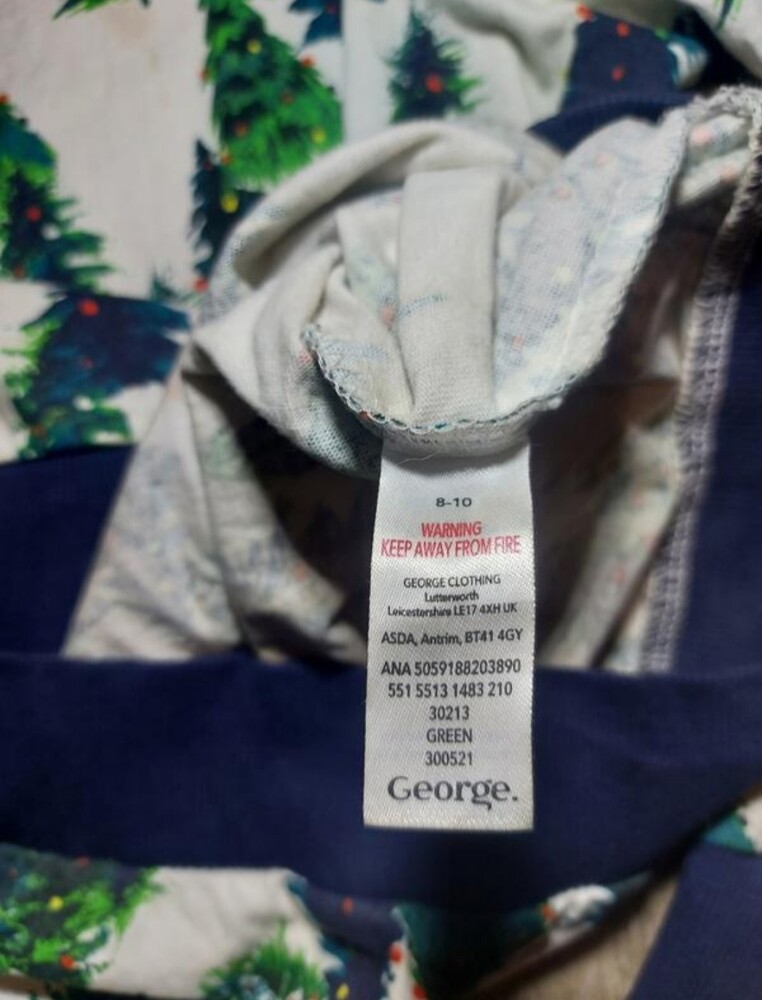 8-10
WARNING
KEEP AWAY FROM FIRE
GEORGE CLOTHING
Lutterworth
Leicestershire LE17 4XH UK
ASDA, Antrim, BT41 4GY
ANA 5059188203890
551 5513 1483 210
30213
GREEN
300521
George.